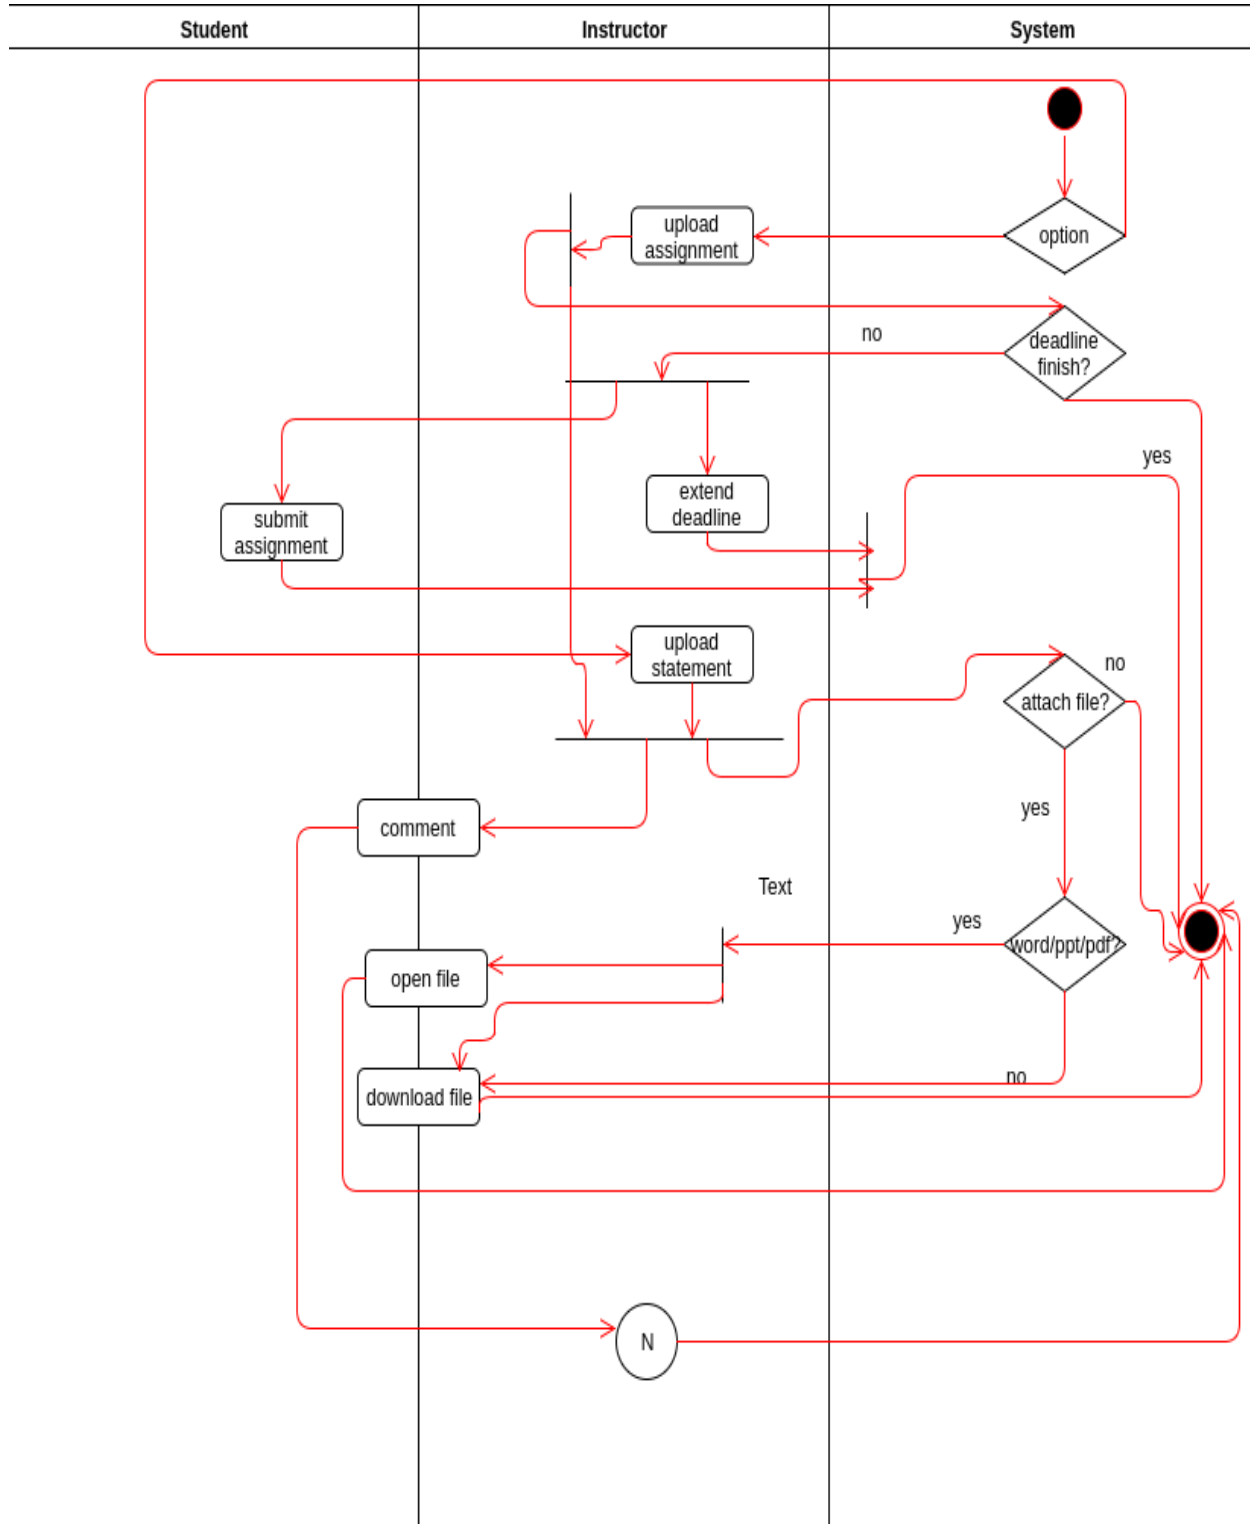 Student
Instructor
System
upload
assignment
option
deadline
finish?
no
yes
extend
deadline
submit
assignment
upload
statement
no
attach file?
yes
comment
Text
yes
word/ppt/pdf?
open file
no
download file
N